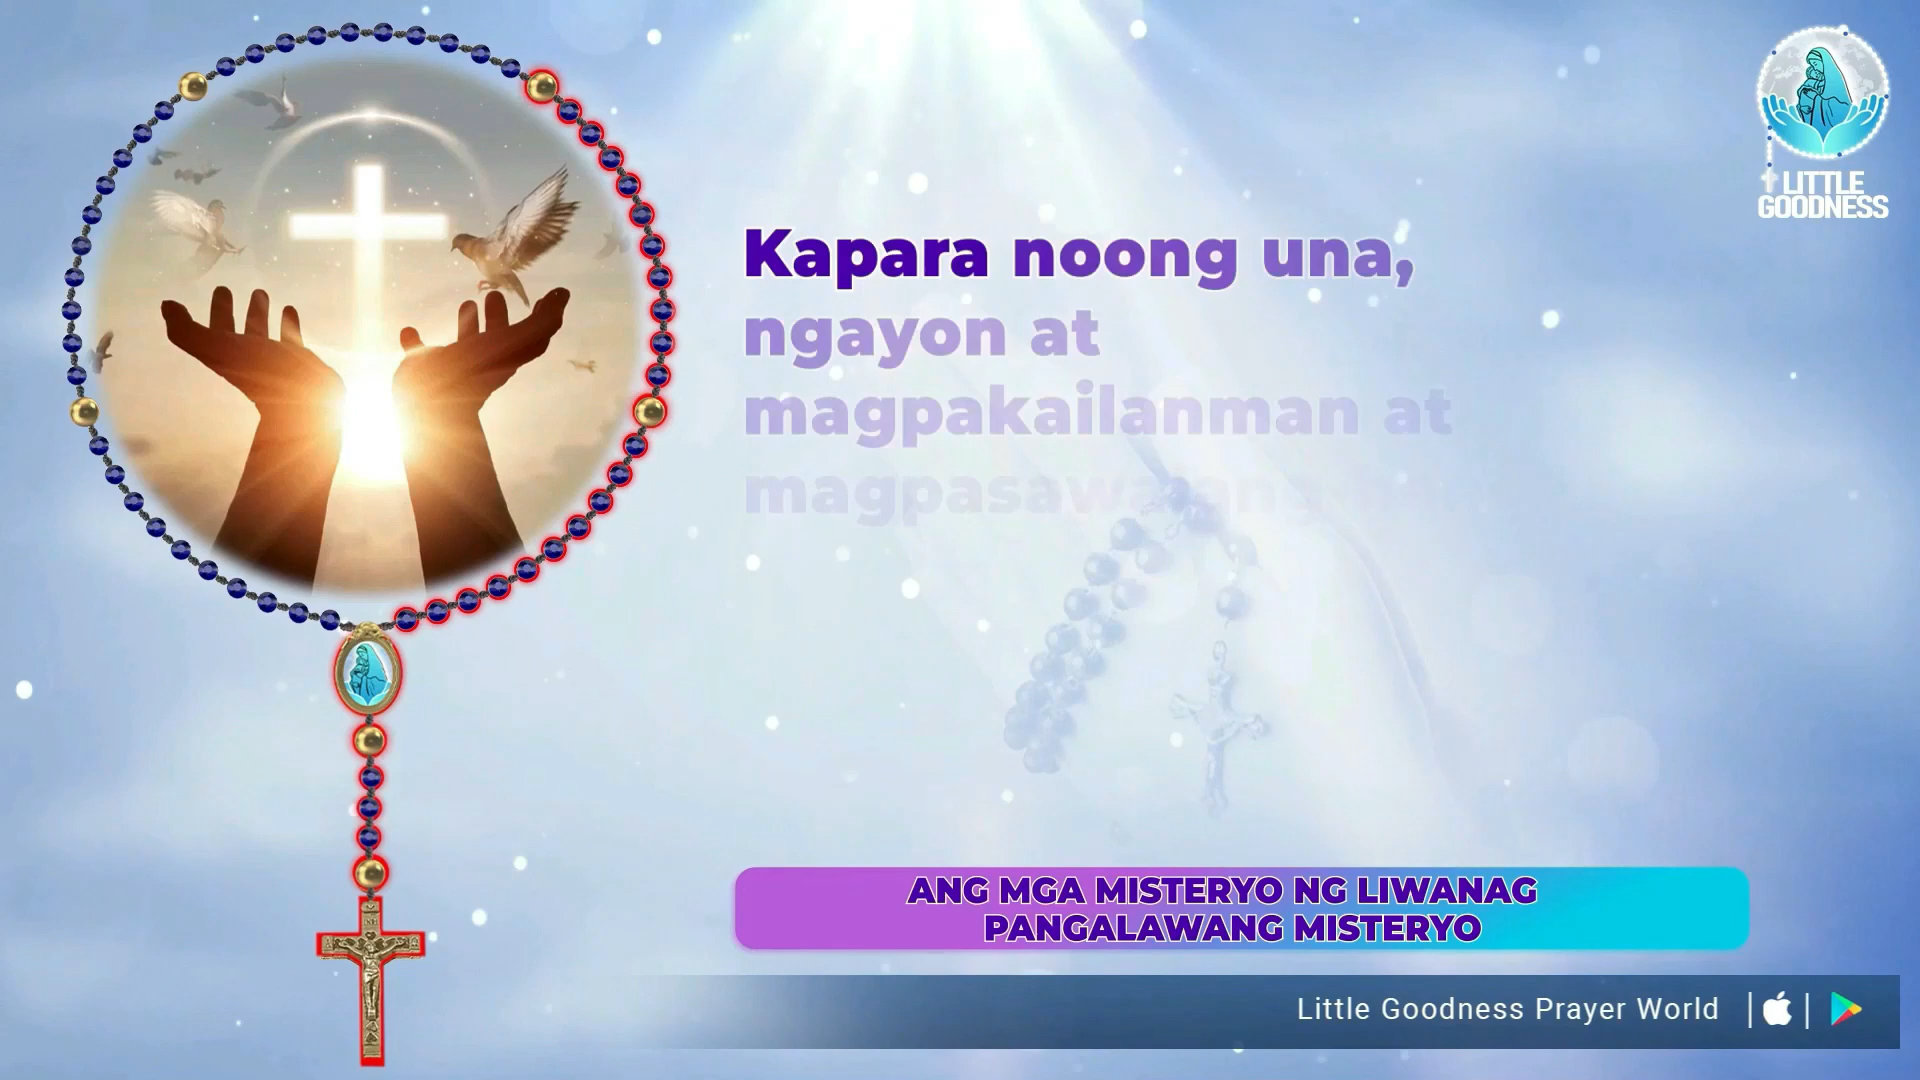 LITTLE
GOODNESS
Kapara noong una,
ngayon at
magpakailanman at
ANG MGA MISTERYO NG LIWANAG
PANGALAWANG MISTERYO
Little Goodness Prayer World